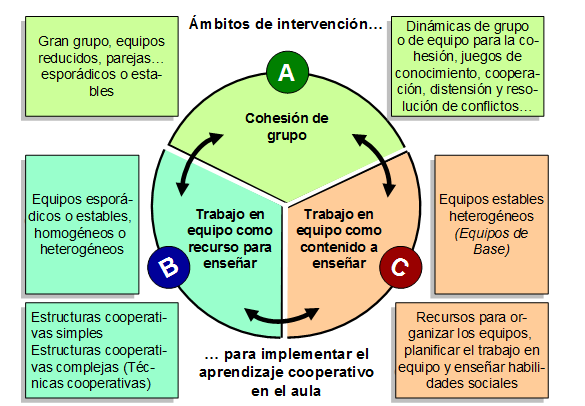 Ámbitos de intervención…
Gran grupo, equipos
reducidos, parejas…
esporádicos o esta-
bles
Dinámicas de grupo
o de equipo para la co-
hesión, juegos de
conocimiento, coopera-
ción, distensión y reso-
lución de conflictos…
A
Cohesión de
grupo
Equipos esporá-
dicos o estables,
homogéneos o
heterogéneos
Trabajo en
equipo como
recurso para
enseñar
B
Trabajo en
equipo como
contenido a
enseñar
C
Equipos estables
heterogéneos
(Equipos de
Base)
Estructuras cooperati-
vas simples
Estructuras cooperati-
vas complejas (Téc-
nicas cooperativas)
… para implementar el
aprendizaje cooperativo
en el aula
Recursos para or-
ganizar los equipos,
planificar el trabajo en
equipo y enseñar habili-
dades sociales